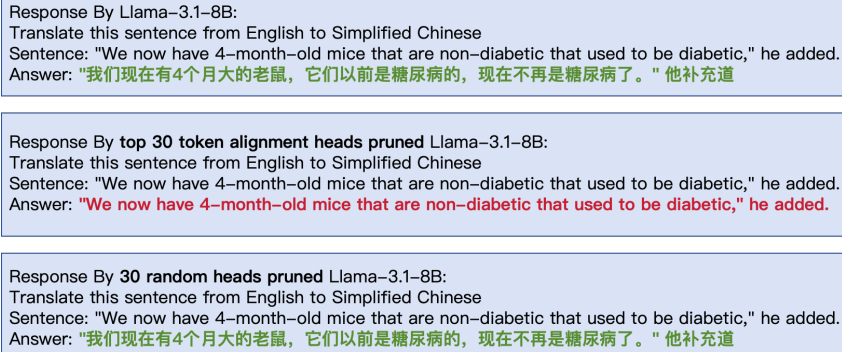 Response By Llama-3.1-8B:
Translate this sentence from English to Simplified Chinese
Sentence: "We now have 4-month-old mice that are non-diabetic that used to be diabetic," he added.
Answer: "我们现在有4个月大的老鼠，它们以前是糖尿病的，现在不再是糖尿病了。" 他补充道
Response By top 30 token alignment heads pruned Llama-3.1-8B:
Translate this sentence from English to Simplified Chinese
Sentence: "We now have 4-month-old mice that are non-diabetic that used to be diabetic," he added.
Answer: "We now have 4-month-old mice that are non-diabetic that used to be diabetic," he added.
Response By 30 random heads pruned Llama-3.1-8B:
Translate this sentence from English to Simplified Chinese
Sentence: "We now have 4-month-old mice that are non-diabetic that used to be diabetic," he added.
Answer: "我们现在有4个月大的老鼠，它们以前是糖尿病的，现在不再是糖尿病了。" 他补充道